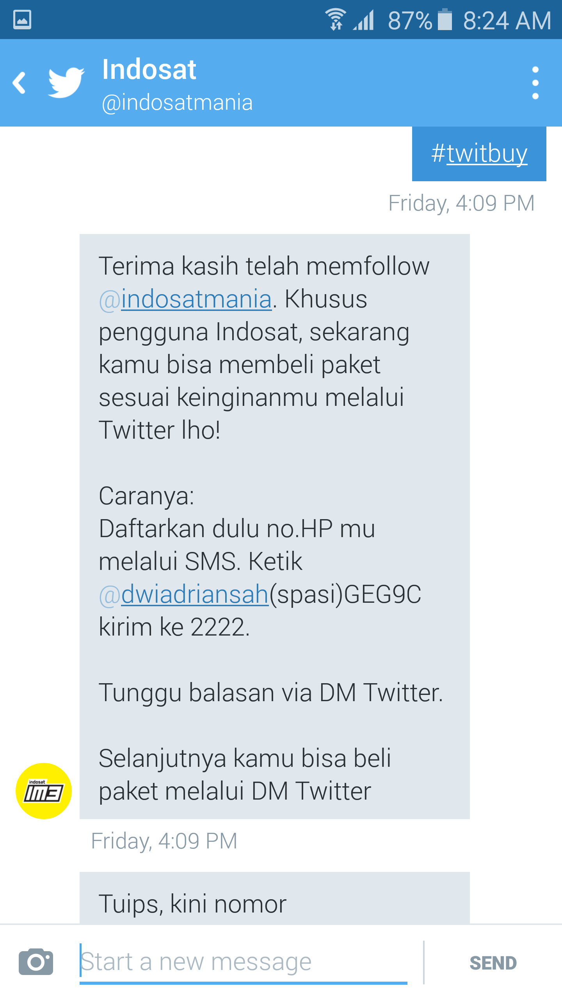 87% 8:24 AM
Indosat
@indosatmania
#twitbuy
Friday, 4:09 PM
Terima kasih telah memfollow
@indosatmania. Khusus
pengguna Indosat, sekarang
kamu bisa membeli paket
sesuai keinginanmu melalui
Twitter lho!
Caranya:
Daftarkan dulu no.HP mu
melalui SMS. Ketik
@dwiadriansah(spasi)GEG9C
kirim ke 2222.
Tunggu balasan via DM Twitter.
Selanjutnya kamu bisa beli
paket melalui DM Twitter
indosat
IM3
Friday, 4:09 PM
Tuips, kini nomor
Start a new message
SEND